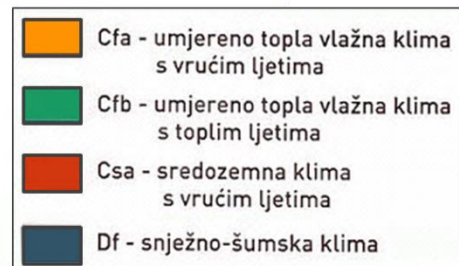 Cfa - umjereno topla vlažna klima
s vrućim ljetima
Cfb - umjereno topla vlažna klima
s toplim ljetima
Csa - sredozemna klima
s vrućim ljetima
Df - snježno-šumska klima